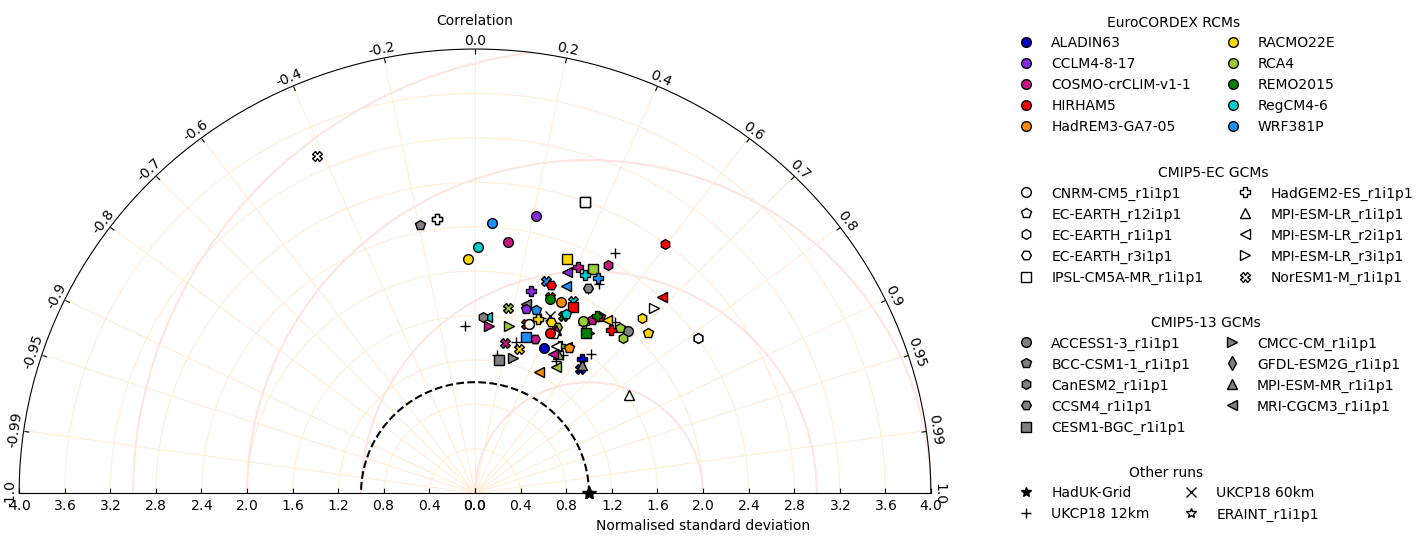 Correlation
-0.2 0.0 0.2
-0.4 0.4
-0.6 0.6
-0.7 0.7
-0.8 0.8
-0.9 0.9
-0.95 0.95
-0.99 0.99
-1.0 1.0
4.0 3.6 3.2 2.8 2.4 2.0 1.6 1.2 0.8 0.4 0.0 0.4 0.8 1.2 1.6 2.0 2.4 2.8 3.2 3.6 4.0
Normalised standard deviation
EuroCORDEX RCMs
ALADIN63 RACMO22E
CCLM4-8-17 RCA4
COSMO-crCLIM-v1-1 REMO2015
HIRHAM5 RegCM4-6
HadREM3-GA7-05 WRF381P
CMIP5-EC GCMs
CNRM-CM5_r1i1p1 HadGEM2-ES_r1i1p1
EC-EARTH_r12i1p1 MPI-ESM-LR_r1i1p1
EC-EARTH_r1i1p1 MPI-ESM-LR_r2i1p1
EC-EARTH_r3i1p1 MPI-ESM-LR_r3i1p1
IPSL-CM5A-MR_r1i1p1 NorESM1-M_r1i1p1
CMIP5-13 GCMs
ACCESS1-3_r1i1p1 CMCC-CM_r1i1p1
BCC-CSM1-1_r1i1p1 GFDL-ESM2G_r1i1p1
CanESM2_r1i1p1 MPI-ESM-MR_r1i1p1
CCSM4_r1i1p1 MRI-CGCM3_r1i1p1
CESM1-BGC_r1i1p1
Other runs
HadUK-Grid UKCP18 60km
UKCP18 12km ERAINT_r1i1p1